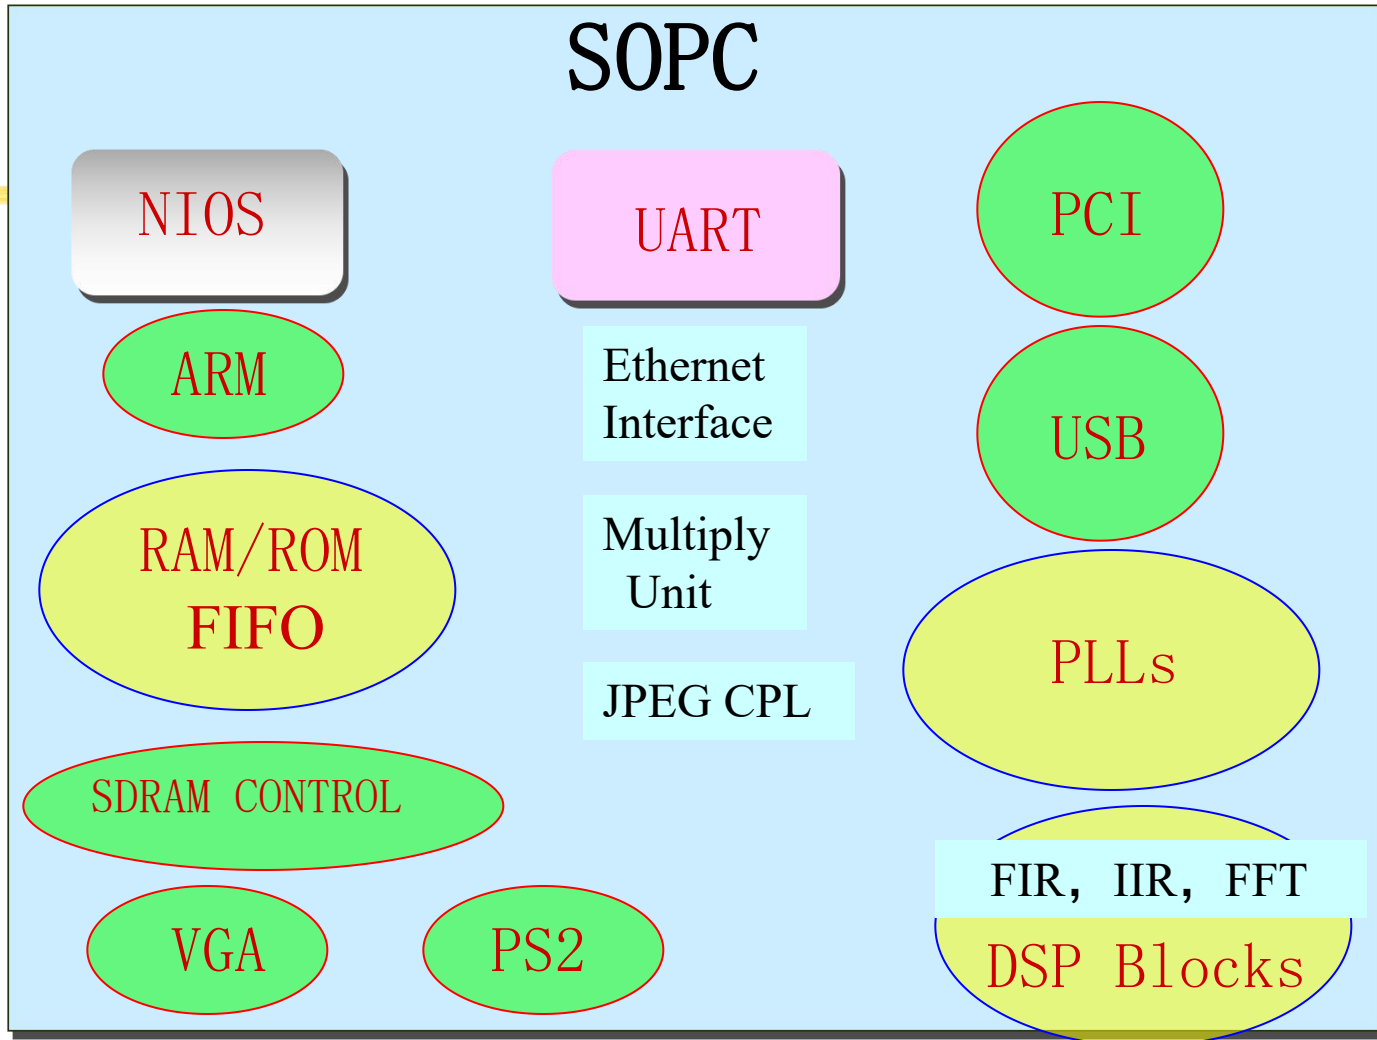 SOPC
NIOS
UART
PCI
ARM
Ethernet
Interface
USB
RAM/ROM
FIFO
Multiply
Unit
PLLs
JPEG CPL
SDRAM CONTROL
FIR, IIR, FFT
VGA
PS2
DSP Blocks